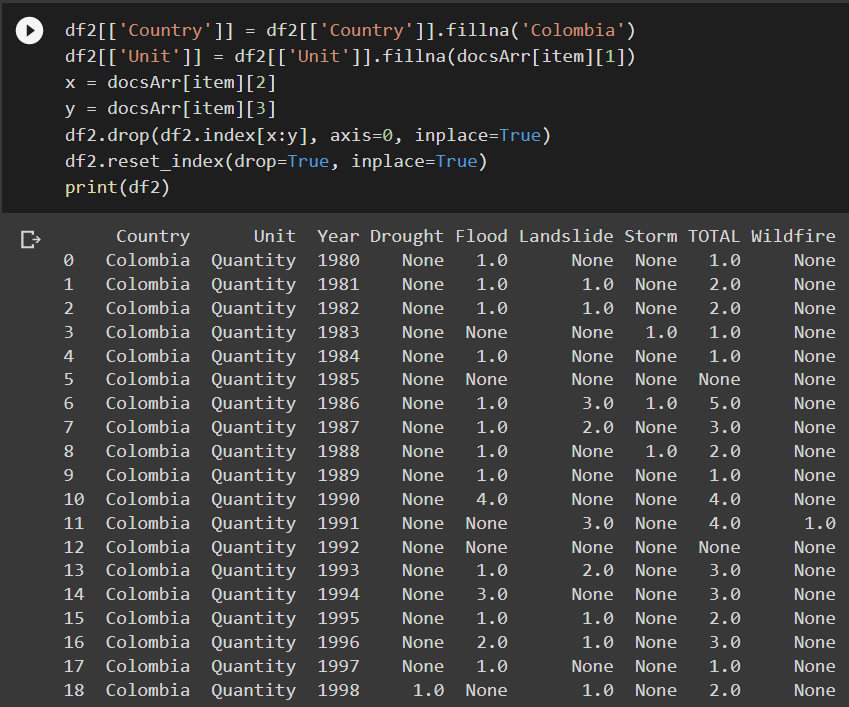 df2[['Country']] = df2[['Country']].fillna('Colombia')
df2[['Unit']] = df2[['Unit']].fillna(docsArr[item][1])
x = docsArr[item][2]
y = docsArr[item][3]
df2.drop(df2.index[x:y], axis=0, inplace=True)
df2.reset_index(drop=True, inplace=True)
print(df2)
Country Unit Year Drought Flood Landslide Storm TOTAL Wildfire
0 Colombia Quantity 1980 None 1.0 None None 1.0 None
1 Colombia Quantity 1981 None 1.0 1.0 None 2.0 None
2 Colombia Quantity 1982 None 1.0 1.0 None 2.0 None
3 Colombia Quantity 1983 None None None 1.0 1.0 None
4 Colombia Quantity 1984 None 1.0 None None 1.0 None
5 Colombia Quantity 1985 None None None None None None
6 Colombia Quantity 1986 None 1.0 3.0 1.0 5.0 None
7 Colombia Quantity 1987 None 1.0 2.0 None 3.0 None
8 Colombia Quantity 1988 None 1.0 None 1.0 2.0 None
9 Colombia Quantity 1989 None 1.0 None None 1.0 None
10 Colombia Quantity 1990 None 4.0 None None 4.0 None
11 Colombia Quantity 1991 None None 3.0 None 4.0 1.0
12 Colombia Quantity 1992 None None None None None None
13 Colombia Quantity 1993 None 1.0 2.0 None 3.0 None
14 Colombia Quantity 1994 None 3.0 None None 3.0 None
15 Colombia Quantity 1995 None 1.0 1.0 None 2.0 None
16 Colombia Quantity 1996 None 2.0 1.0 None 3.0 None
17 Colombia Quantity 1997 None 1.0 None None 1.0 None
18 Colombia Quantity 1998 1.0 None 1.0 None 2.0 None